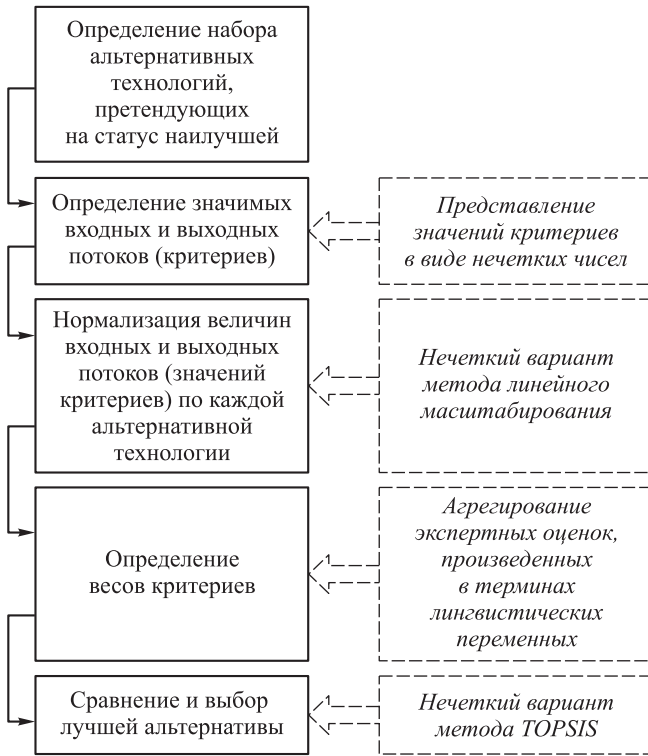 Определение набора
альтернативных
технологий,
претендующих
на статус наилучшей
Определение значимых
входных и выходных
потоков (критериев)
Представление
значений критериев
в виде нечетких чисел
Нормализация величин
входных и выходных
потоков (значений
критериев) по каждой
альтернативной
технологии
Нечеткий вариант
метода линейного
масштабирования
Определение
весов критериев
Агрегирование
экспертных оценок,
произведенных
в терминах
лингвистических
переменных
Сравнение и выбор
лучшей альтернативы
Нечеткий вариант
метода TOPSIS